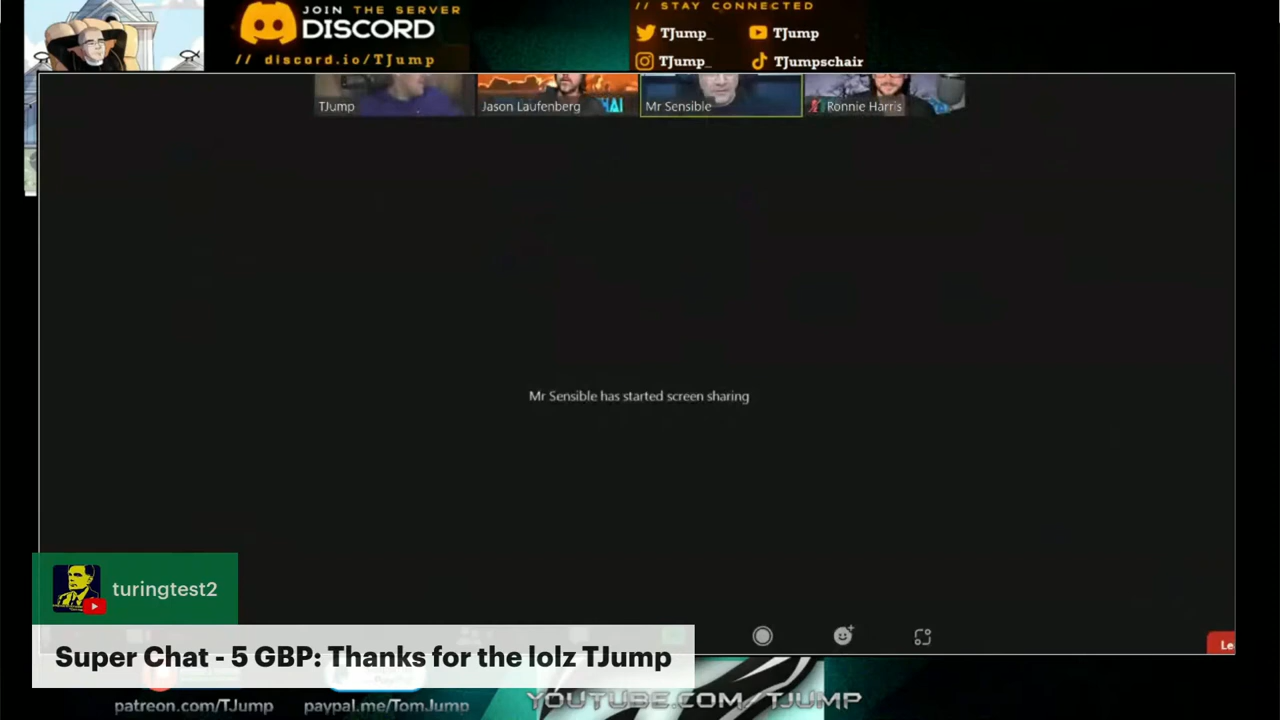 JOIN THE SERVER
DISCORD
// discord.io/TJump
// STAY CONNECTED
TJump_
TJump
TJump_
TJumpschair
TJump
Jason Laufenberg
HAI
Mr Sensible
Ronnie Harris
Mr Sensible has started screen sharing
turingtest2
Super Chat - 5 GBP: Thanks for the lolz TJump
Le
patreon.com/TJump
paypal.me/TomJump
YOUTUBE.COM/TJUMP